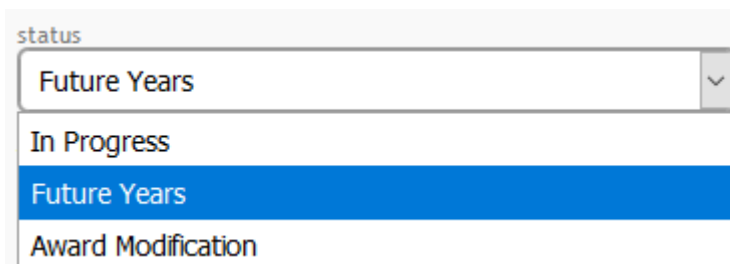 status
Future Years
In Progress
Future Years
Award Modification